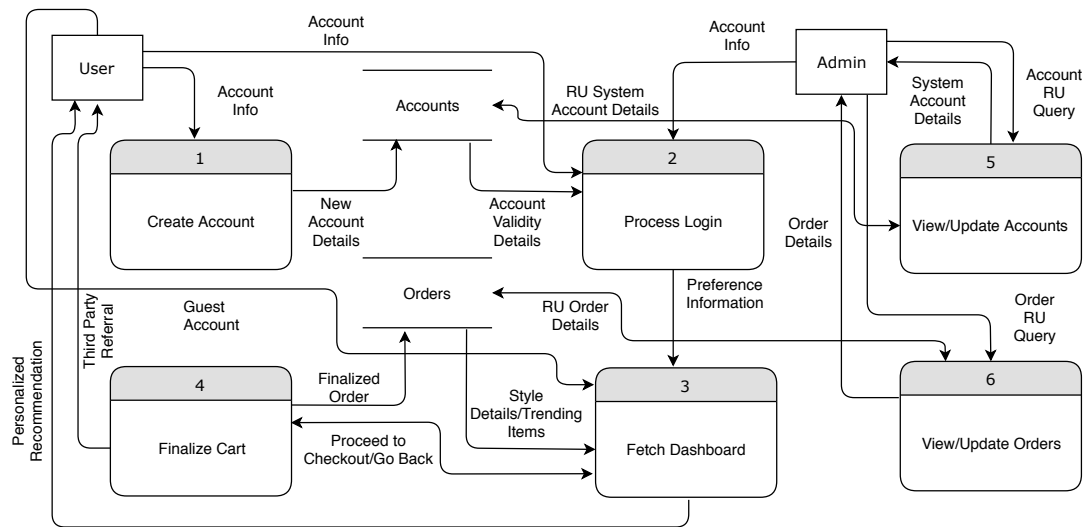 User
Account
Info
Account
Info
Accounts
RU System
Account Details
Account
Info
Admin
System
Account
Details
Account
RU
Query
1
Create Account
New
Account
Details
Account
Validity
Details
2
Process Login
Order
Details
5
View/Update Accounts
Guest
Account
Orders
RU Order
Details
Preference
Information
Order
RU
Query
Personalized
Recommendation
Third Party
Referral
4
Finalize Cart
Finalized
Order
Proceed to
Checkout/Go Back
Style
Details/Trending
Items
3
Fetch Dashboard
6
View/Update Orders